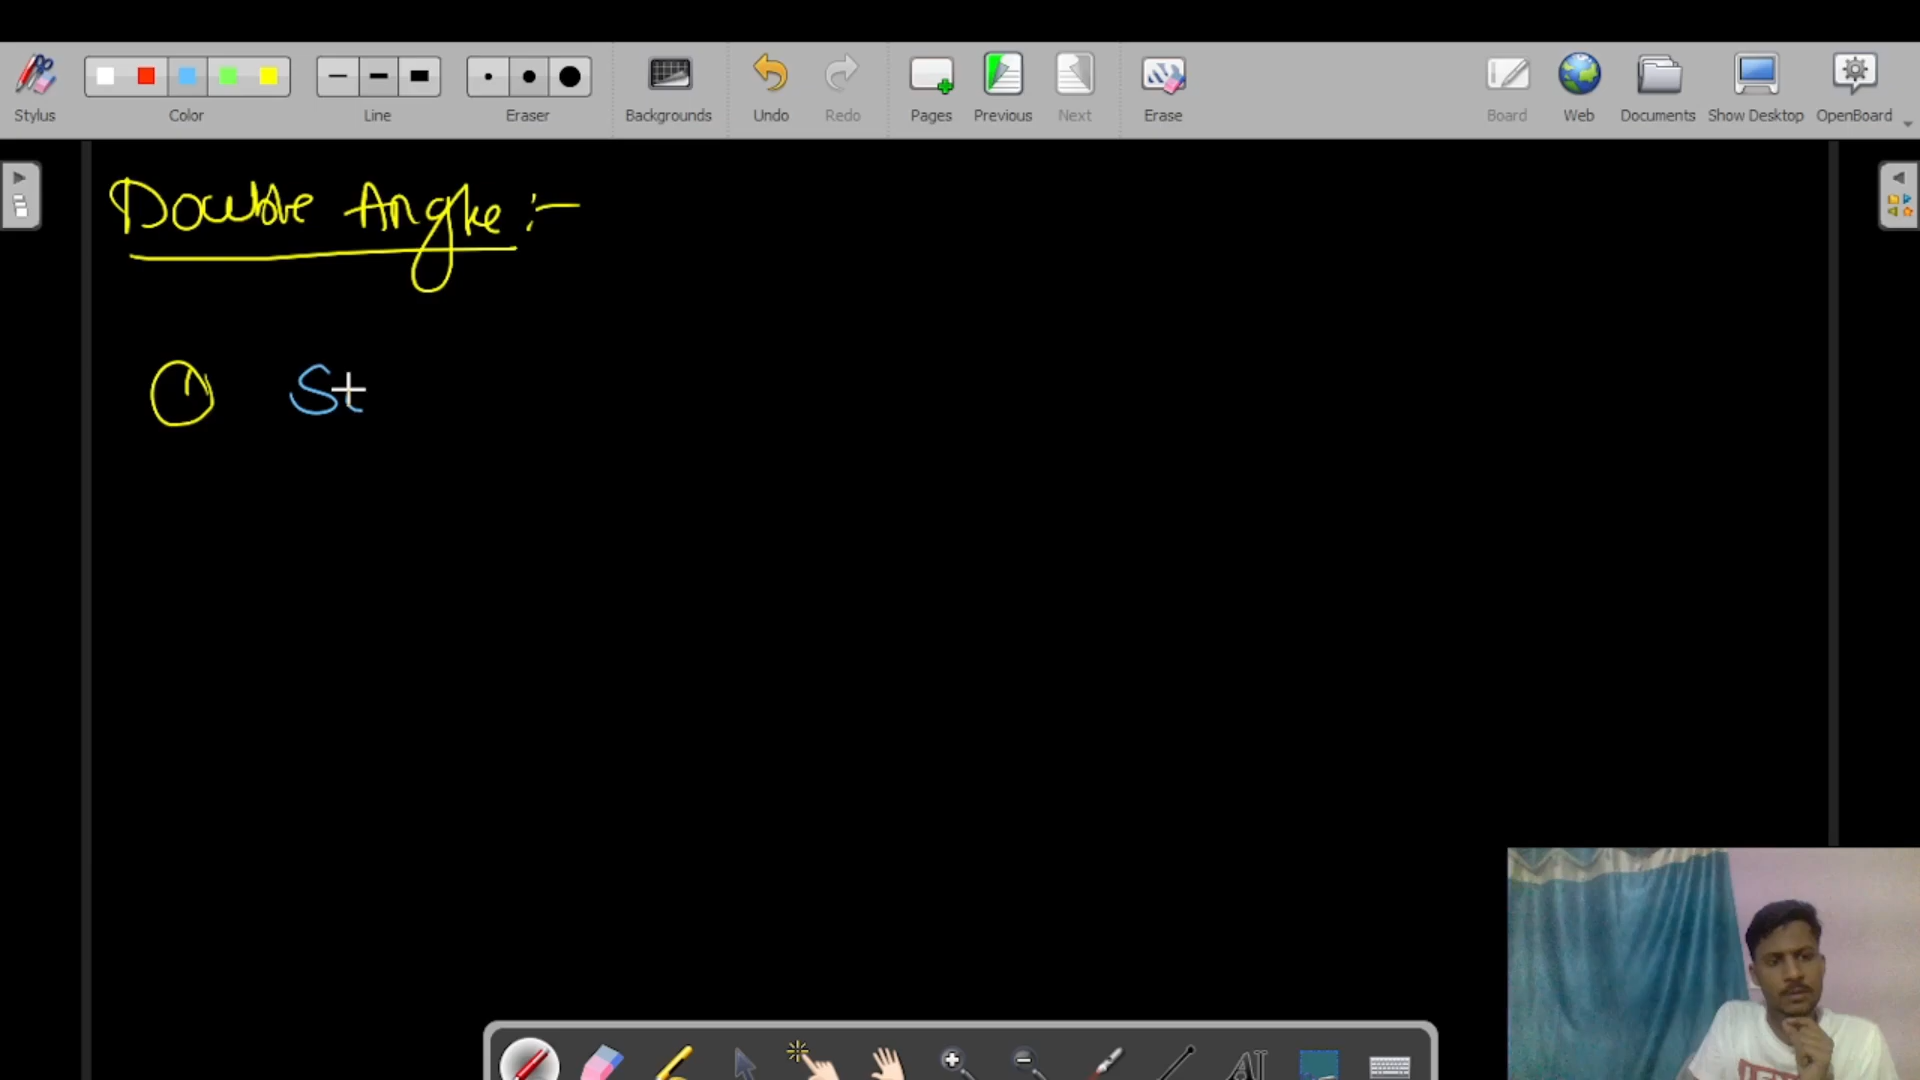 Stylus Color Line Eraser Backgrounds Undo Redo Pages Previous Next Erase Board Web Documents Show Desktop OpenBoard
Double Angle :-
① Si